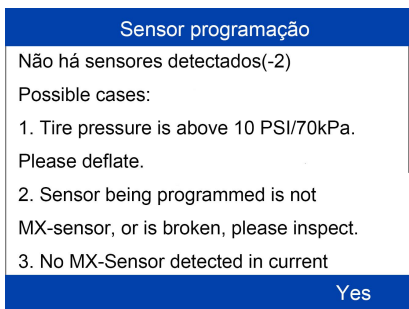 Sensor programação
Não há sensores detectados(-2)
Possible cases:
1. Tire pressure is above 10 PSI/70kPa.
Please deflate.
2. Sensor being programmed is not
MX-sensor, or is broken, please inspect.
3. No MX-Sensor detected in current
Yes